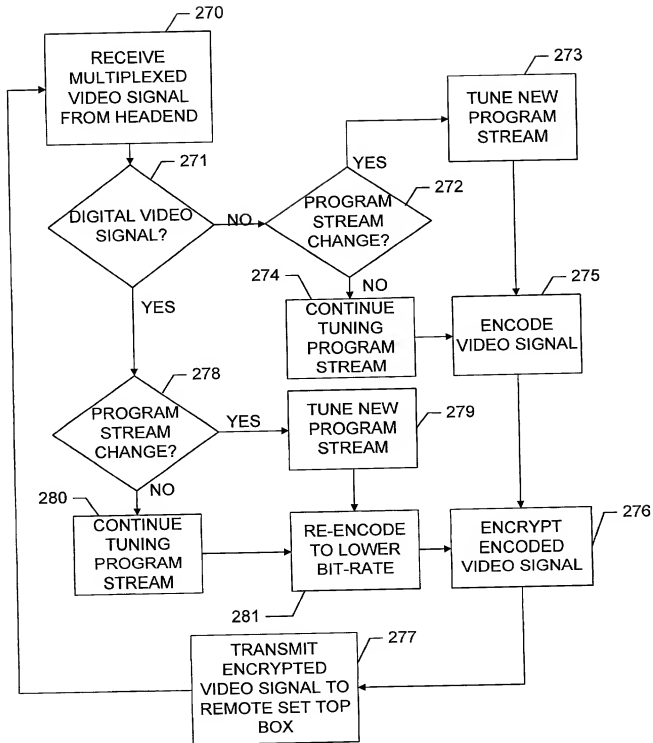 270
RECEIVE
MULTIPLEXED
VIDEO SIGNAL
FROM HEADEND
271
DIGITAL VIDEO
SIGNAL?
NO
YES
272
PROGRAM
STREAM
CHANGE?
YES
NO
273
TUNE NEW
PROGRAM
STREAM
274
CONTINUE
TUNING
PROGRAM
STREAM
275
ENCODE
VIDEO SIGNAL
278
PROGRAM
STREAM
CHANGE?
YES
NO
279
TUNE NEW
PROGRAM
STREAM
280
CONTINUE
TUNING
PROGRAM
STREAM
RE-ENCODE
TO LOWER
BIT-RATE
281
276
ENCRYPT
ENCODED
VIDEO SIGNAL
277
TRANSMIT
ENCRYPTED
VIDEO SIGNAL TO
REMOTE SET TOP
BOX